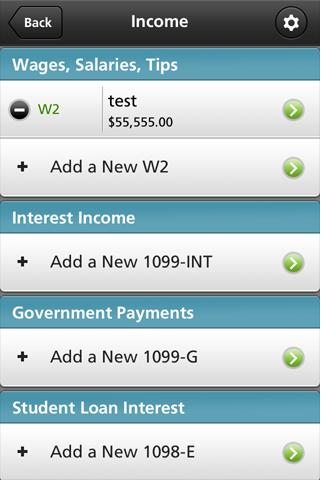 Back
Income
Wages, Salaries, Tips
W2
test
$55,555.00
Add a New W2
Interest Income
Add a New 1099-INT
Government Payments
Add a New 1099-G
Student Loan Interest
Add a New 1098-E